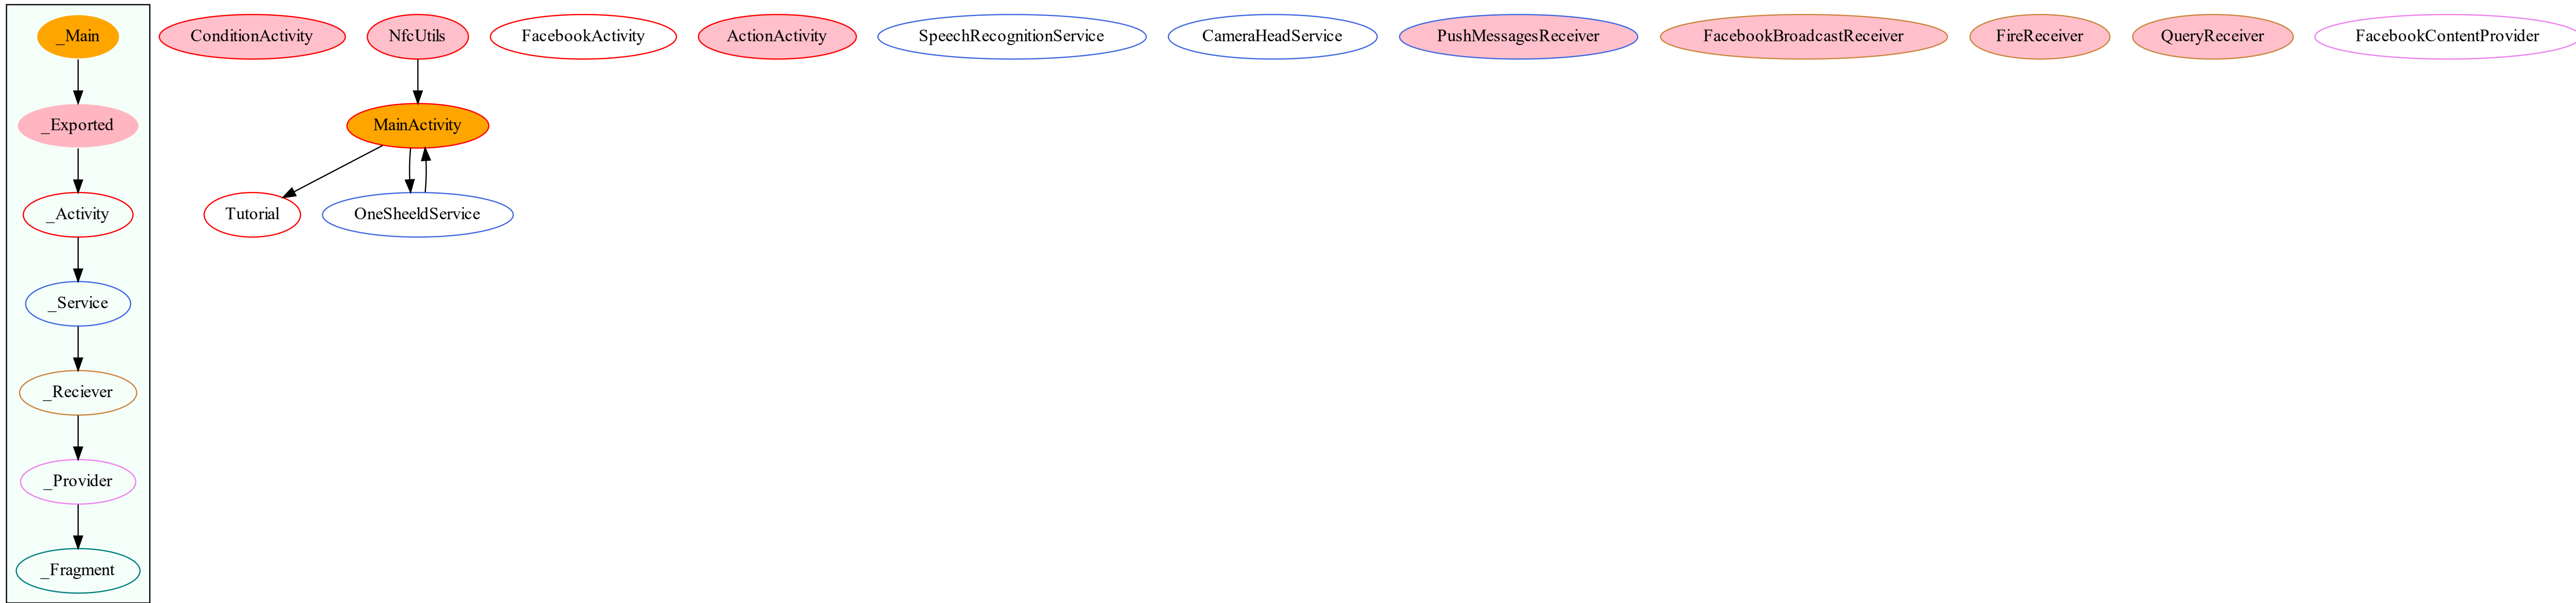 _Main
_Exported
_Activity
_Service
_Reciever
_Provider
_Fragment
ConditionActivity
NfcUtils
FacebookActivity
ActionActivity
SpeechRecognitionService
CameraHeadService
PushMessagesReceiver
FacebookBroadcastReceiver
FireReceiver
QueryReceiver
FacebookContentProvider
MainActivity
Tutorial
OneSheeldService